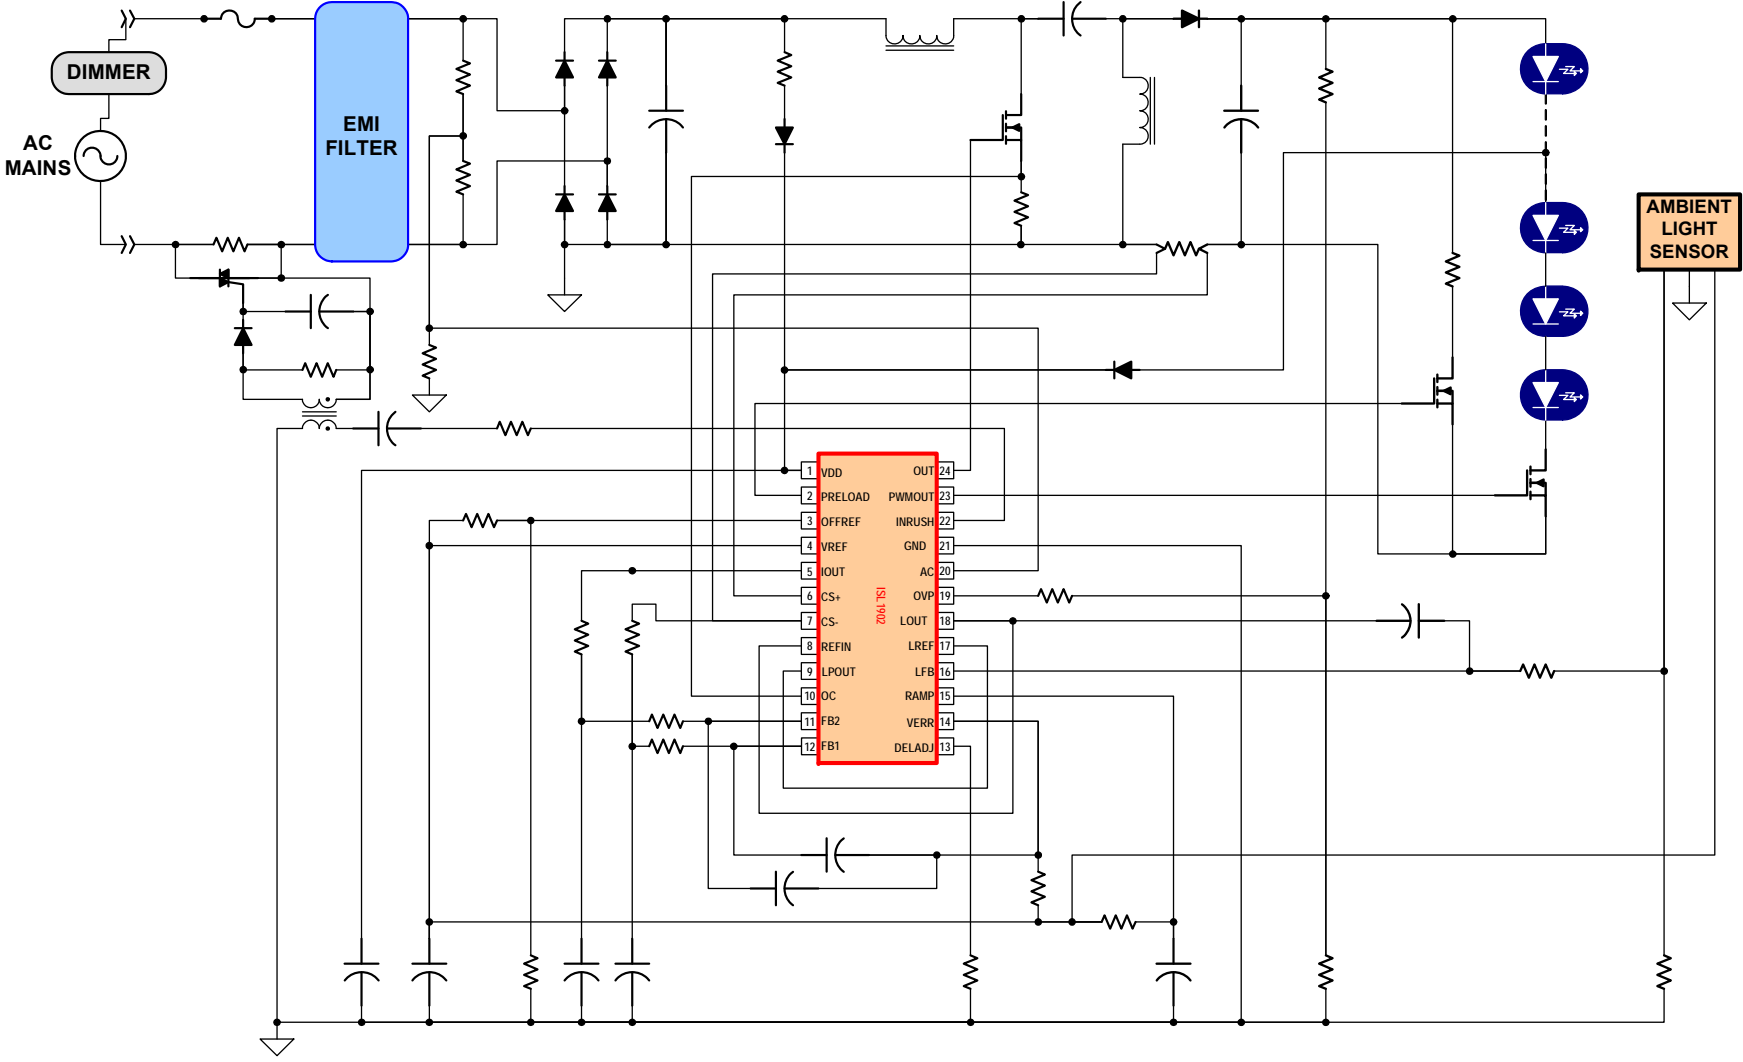 DIMMER
AC
MAINS
EMI
FILTER
AMBIENT
LIGHT
SENSOR
1 VDD
2 PRELOAD
3 OFFREF
4 VREF
5 IOUT
6 CS+
7 CS-
8 REFIN
9 LPOUT
10 OC
11 FB2
12 FB1
ISL1902
OUT 24
PWMOUT 23
INRUSH 22
GND 21
AC 20
OVP 19
LOUT 18
LREF 17
LFB 16
RAMP 15
VERR 14
DELADJ 13